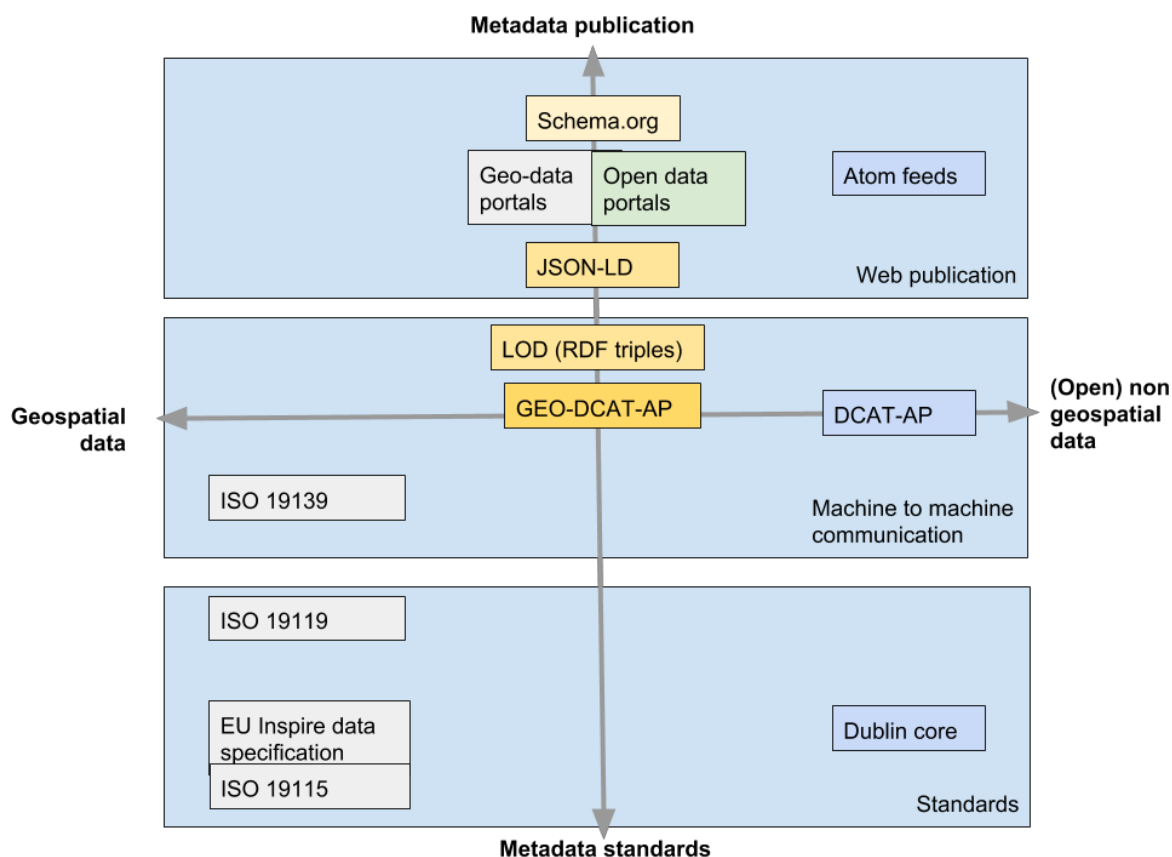 Metadata publication
Schema.org
Geo-data
portals
Open data
portals
Atom feeds
JSON-LD
Web publication
LOD (RDF triples)
Geospatial
data
GEO-DCAT-AP
DCAT-AP
(Open) non
geospatial
data
ISO 19139
Machine to machine
communication
ISO 19119
EU Inspire data
specification
Dublin core
ISO 19115
Standards
Metadata standards